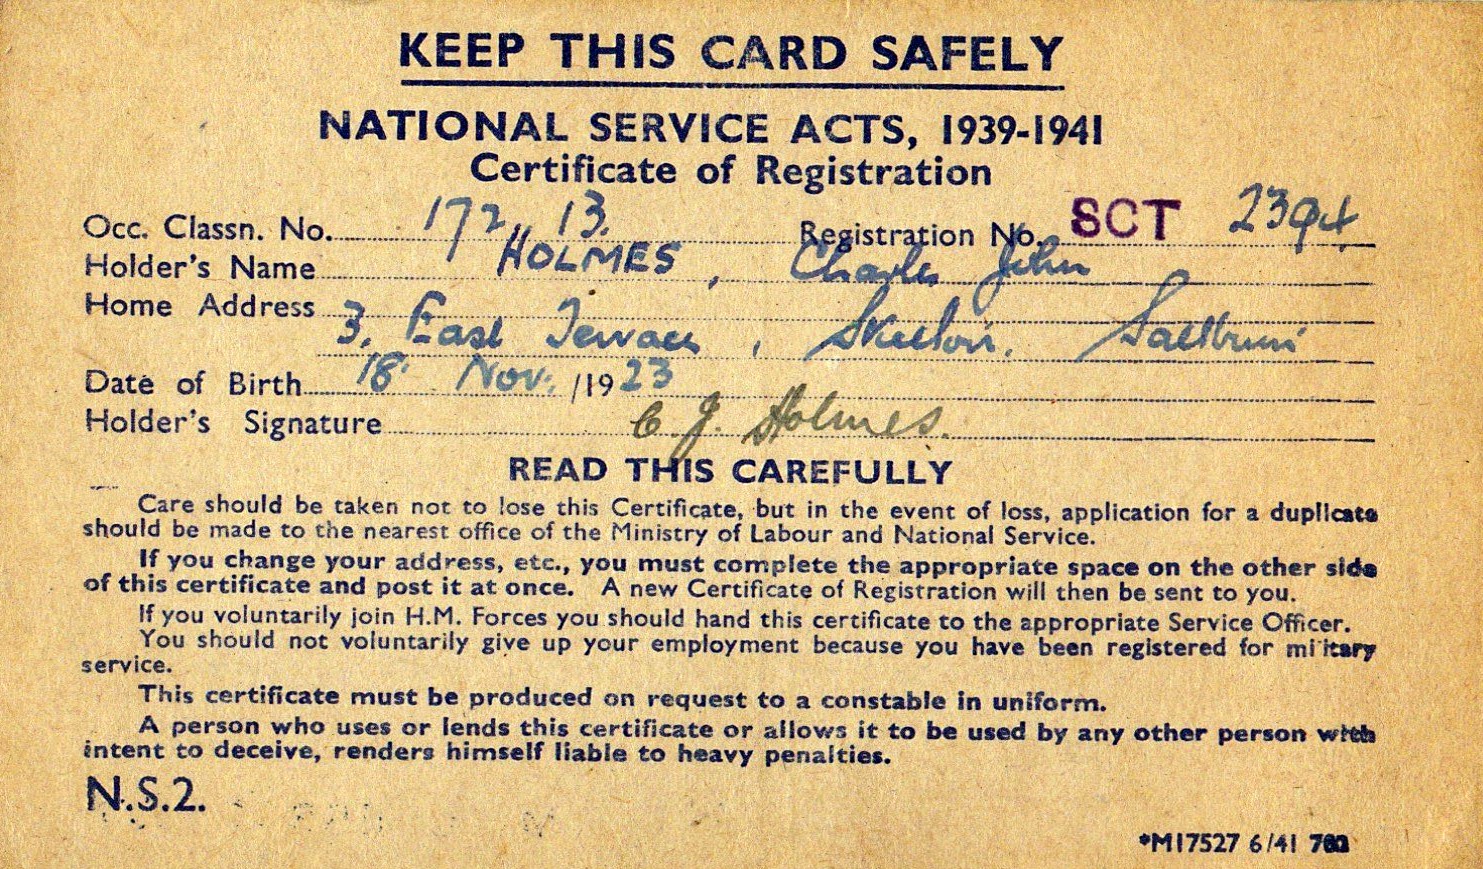 KEEP THIS CARD SAFELY
NATIONAL SERVICE ACTS, 1939-1941
Certificate of Registration
Occ. Classn. No. 172 13. Registration No. SCT 2394
Holder's Name HOLMES, Charles John
Home Address
3, East Terrace, Skelton, Saltburn
Date of Birth 18 Nov. /1923
Holder's Signature C J. Holmes.
READ THIS CAREFULLY
Care should be taken not to lose this Certificate, but in the event of loss, application for a duplicate
should be made to the nearest office of the Ministry of Labour and National Service.
If you change your address, etc., you must complete the appropriate space on the other side
of this certificate and post it at once. A new Certificate of Registration will then be sent to you.
If you voluntarily join H.M. Forces you should hand this certificate to the appropriate Service Officer.
You should not voluntarily give up your employment because you have been registered for military
service.
This certificate must be produced on request to a constable in uniform.
A person who uses or lends this certificate or allows it to be used by any other person with
intent to deceive, renders himself liable to heavy penalties.
N.S.2.
*M17527 6/41